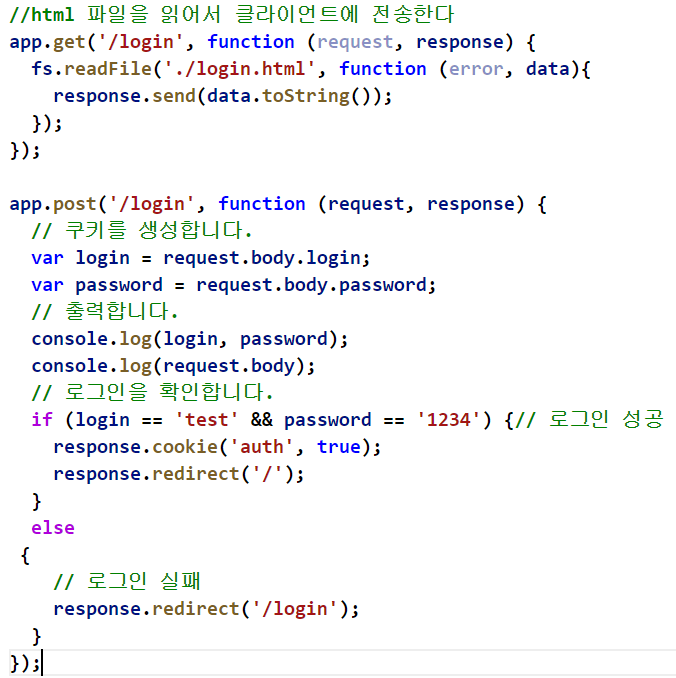 //html 파일을 읽어서 클라이언트에 전송한다
app.get('/login', function (request, response) {
  fs.readFile('./login.html', function (error, data){
    response.send(data.toString());
  });
});

app.post('/login', function (request, response) {
  // 쿠키를 생성합니다.
  var login = request.body.login;
  var password = request.body.password;
  // 출력합니다.
  console.log(login, password);
  console.log(request.body);
  // 로그인을 확인합니다.
  if (login == 'test' && password == '1234') {// 로그인 성공
    response.cookie('auth', true);
    response.redirect('/');
  }
  else
 {
    // 로그인 실패
    response.redirect('/login');
  }
});